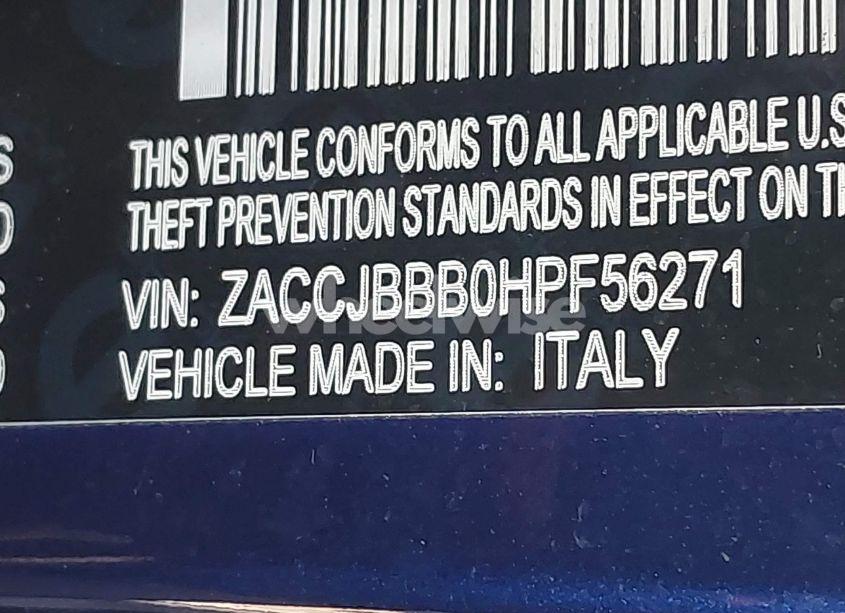 THIS VEHICLE CONFORMS TO ALL APPLICABLE U.S
THEFT PREVENTION STANDARDS IN EFFECT ON TH
VIN: ZACCJBBB0HPF56271
wheelwise
VEHICLE MADE IN: ITALY